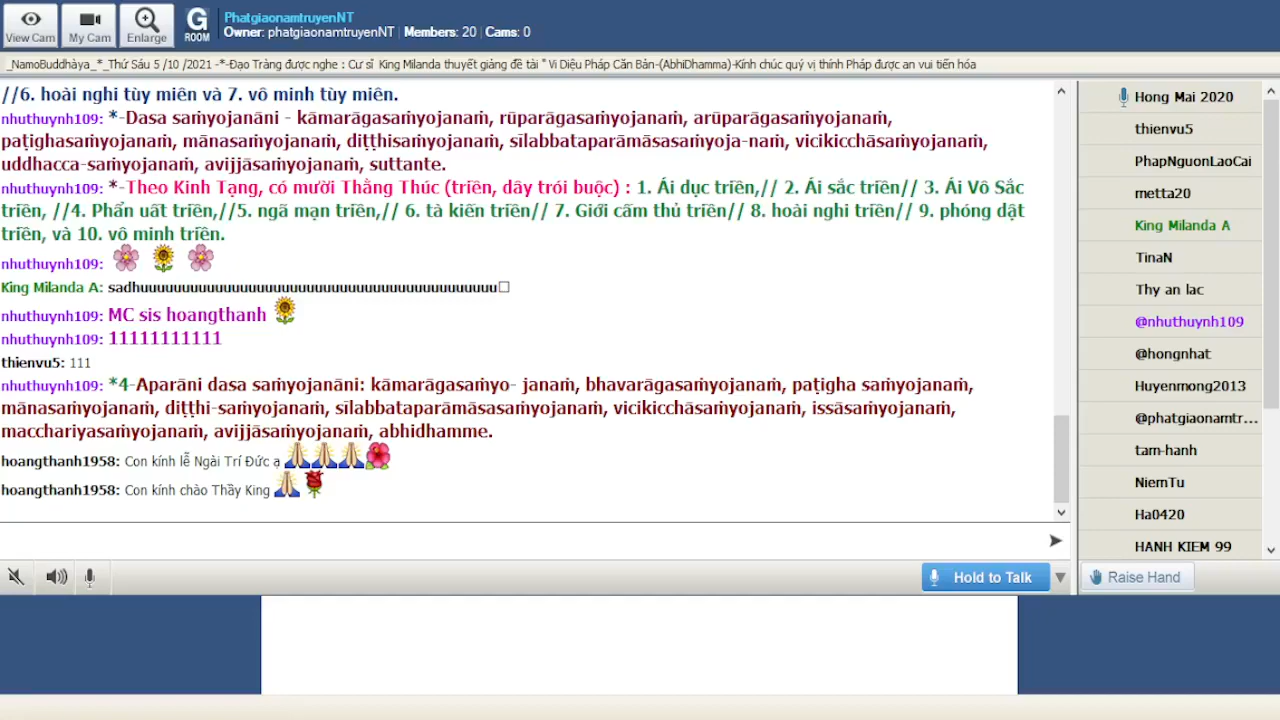 View Cam
My Cam
Enlarge
G
ROOM
PhatgiaonamtruyenNT
Owner: phatgiaonamtruyenNT | Members: 20 | Cams: 0
_NamoBuddhàya_*_Thứ Sáu 5 /10 /2021 -*-Đạo Tràng được nghe : Cư sĩ King Milanda thuyết giảng đề tài " Vi Diệu Pháp Căn Bản-(AbhiDhamma)-Kính chúc quý vị thính Pháp được an vui tiến hóa
//6. hoài nghi tùy miên và 7. vô minh tùy miên.
nhuthuynh109: *-Dasa saṁyojanāni - kāmarāgasaṁyojanaṁ, rūparāgasaṁyojanaṁ, arūparāgasaṁyojanaṁ,
paṭighasaṁyojanaṁ, mānasaṁyojanaṁ, diṭṭhisaṁyojanaṁ, sīlabbataparāmāsasaṁyoja-naṁ, vicikicchāsaṁyojanaṁ,
uddhacca-saṁyojanaṁ, avijjāsaṁyojanaṁ, suttante.
nhuthuynh109: *-Theo Kinh Tạng, có mười Thằng Thúc (triền, dây trói buộc) : 1. Ái dục triền,// 2. Ái sắc triền// 3. Ái Vô Sắc
triền, //4. Phẩn uất triền,//5. ngã mạn triền,// 6. tà kiến triền// 7. Giới cấm thủ triền// 8. hoài nghi triền// 9. phóng dật
triền, và 10. vô minh triền.
nhuthuynh109:
King Milanda A: sadhuuuuuuuuuuuuuuuuuuuuuuuuuuuuuuuuuuuuuuuuuu□
nhuthuynh109: MC sis hoangthanh
nhuthuynh109: 11111111111
thienvu5: 111
nhuthuynh109: *4-Aparāni dasa saṁyojanāni: kāmarāgasaṁyo- janaṁ, bhavarāgasaṁyojanaṁ, paṭigha saṁyojanaṁ,
mānasaṁyojanaṁ, diṭṭhi-saṁyojanaṁ, sīlabbataparāmāsasaṁyojanaṁ, vicikicchāsaṁyojanaṁ, issāsaṁyojanaṁ,
macchariyasaṁyojanaṁ, avijjāsaṁyojanaṁ, abhidhamme.
hoangthanh1958: Con kính lễ Ngài Trí Đức ạ
hoangthanh1958: Con kính chào Thầy King
Hold to Talk
Hong Mai 2020
thienvu5
PhapNguonLaoCai
metta20
King Milanda A
TinaN
Thy an lac
@nhuthuynh109
@hongnhat
Huyenmong2013
@phatgiaonamtr...
tam-hanh
NiemTu
Ha0420
HANH KIEM 99
Raise Hand